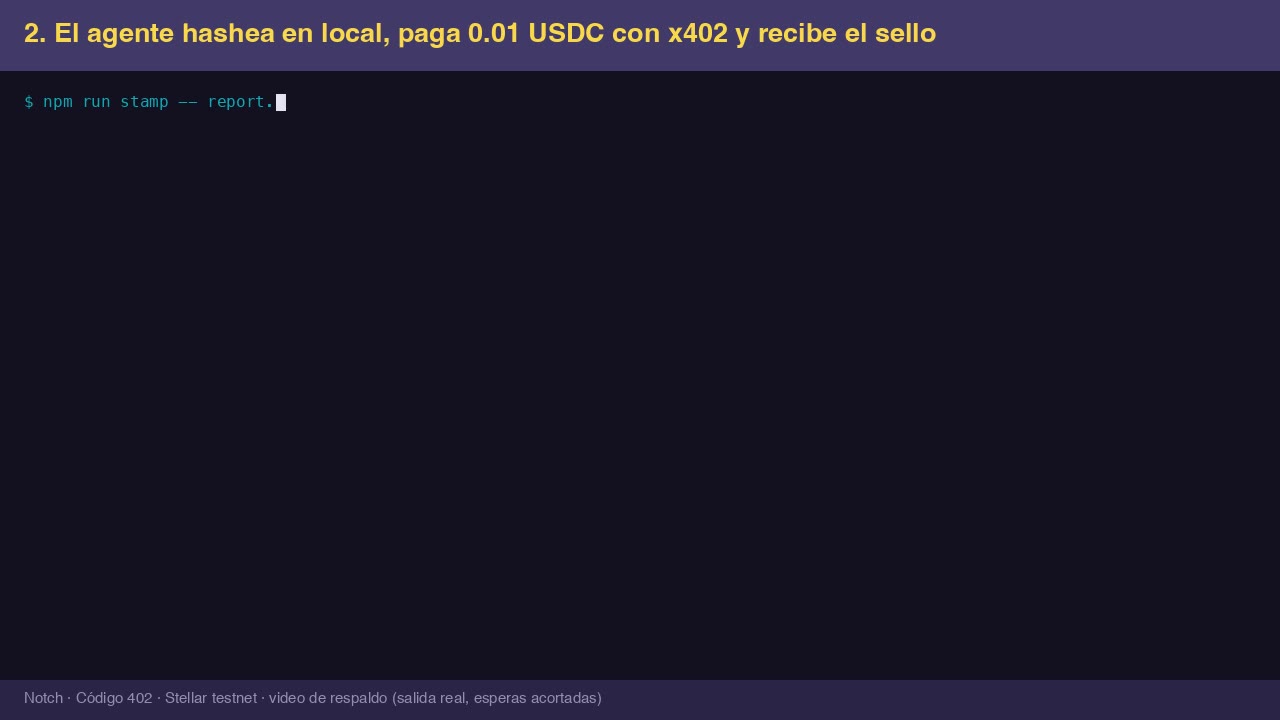 2. El agente hashea en local, paga 0.01 USDC con x402 y recibe el sello
$ npm run stamp -- report.
Notch · Código 402 · Stellar testnet · video de respaldo (salida real, esperas acortadas)